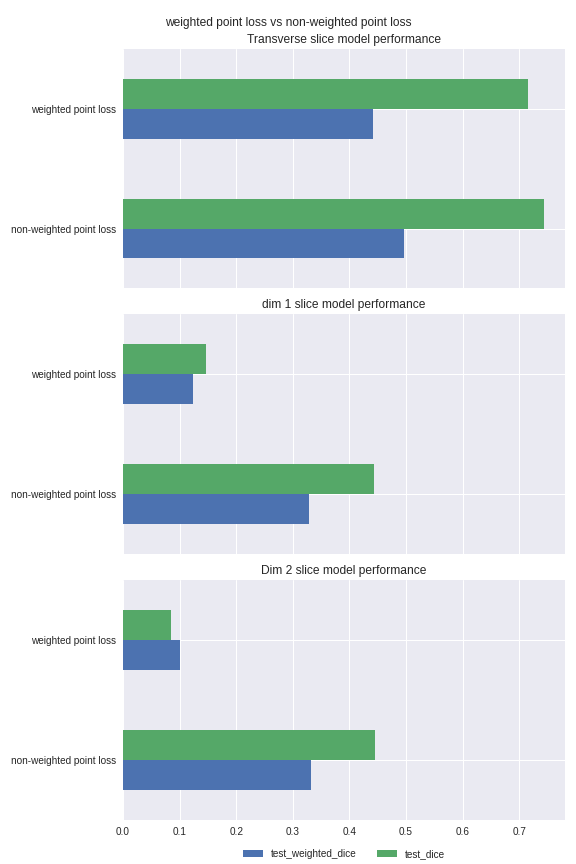 weighted point loss vs non-weighted point loss
Transverse slice model performance
weighted point loss
non-weighted point loss
dim 1 slice model performance
weighted point loss
non-weighted point loss
Dim 2 slice model performance
weighted point loss
non-weighted point loss
0.0 0.1 0.2 0.3 0.4 0.5 0.6 0.7
test_weighted_dice test_dice